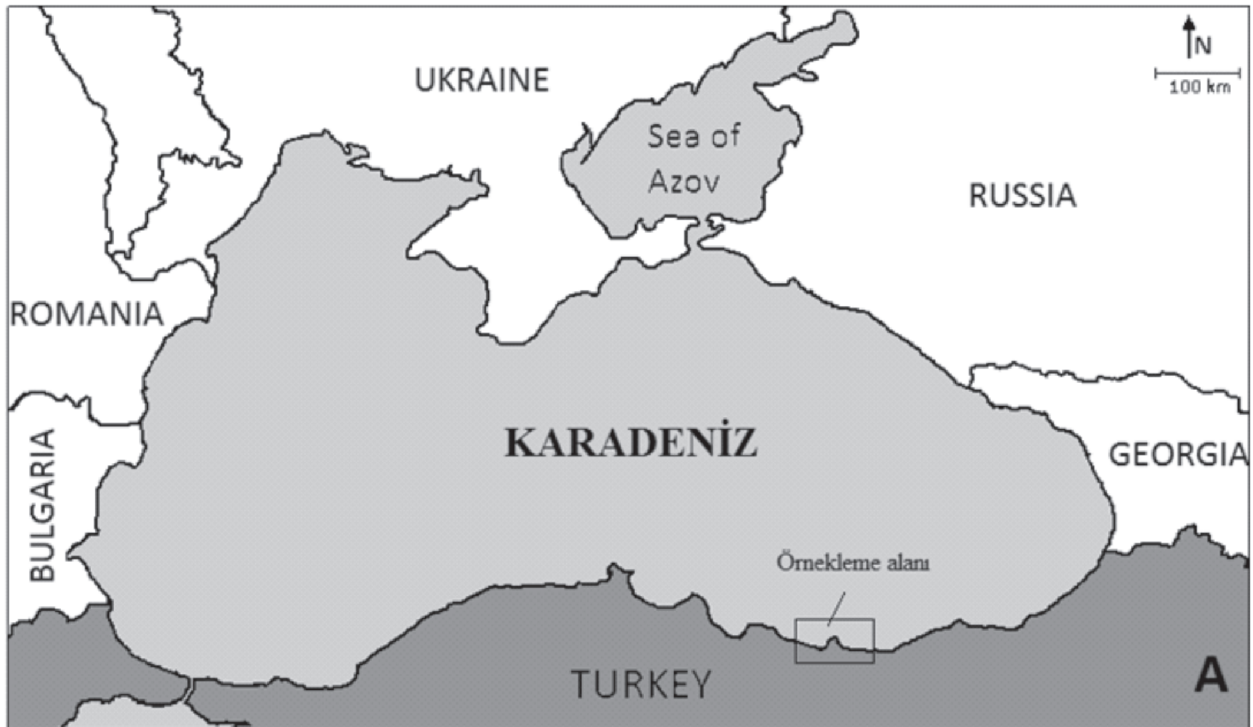 UKRAINE
N
100 km
Sea of
Azov
RUSSIA
ROMANIA
KARADENİZ
GEORGIA
BULGARIA
Örnekleme alanı
TURKEY
A